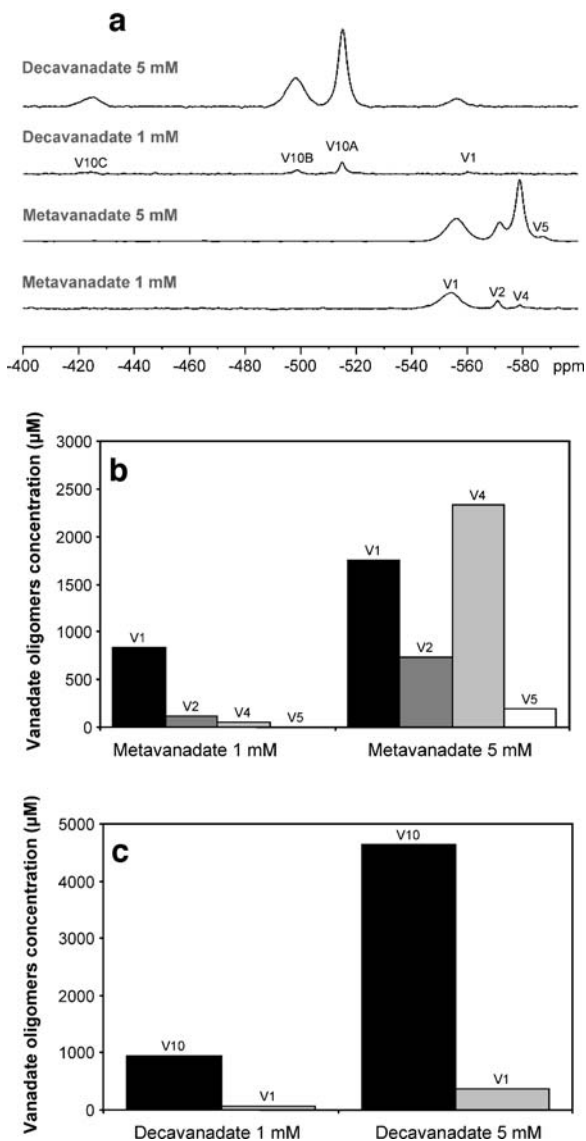 a
Decavanadate 5 mM
Decavanadate 1 mM
V10C V10B V10A V1
Metavanadate 5 mM
V5
Metavanadate 1 mM
V1 V2 V4
-400 -420 -440 -460 -480 -500 -520 -540 -560 -580 ppm
b
Vanadate oligomers concentration (µM)
3000
2500
2000
1500
1000
500
0
V1 V2 V4 V5
V1 V2 V4 V5
Metavanadate 1 mM Metavanadate 5 mM
c
Vanadate oligomers concentration (µM)
5000
4000
3000
2000
1000
0
V10 V1
V10 V1
Decavanadate 1 mM Decavanadate 5 mM